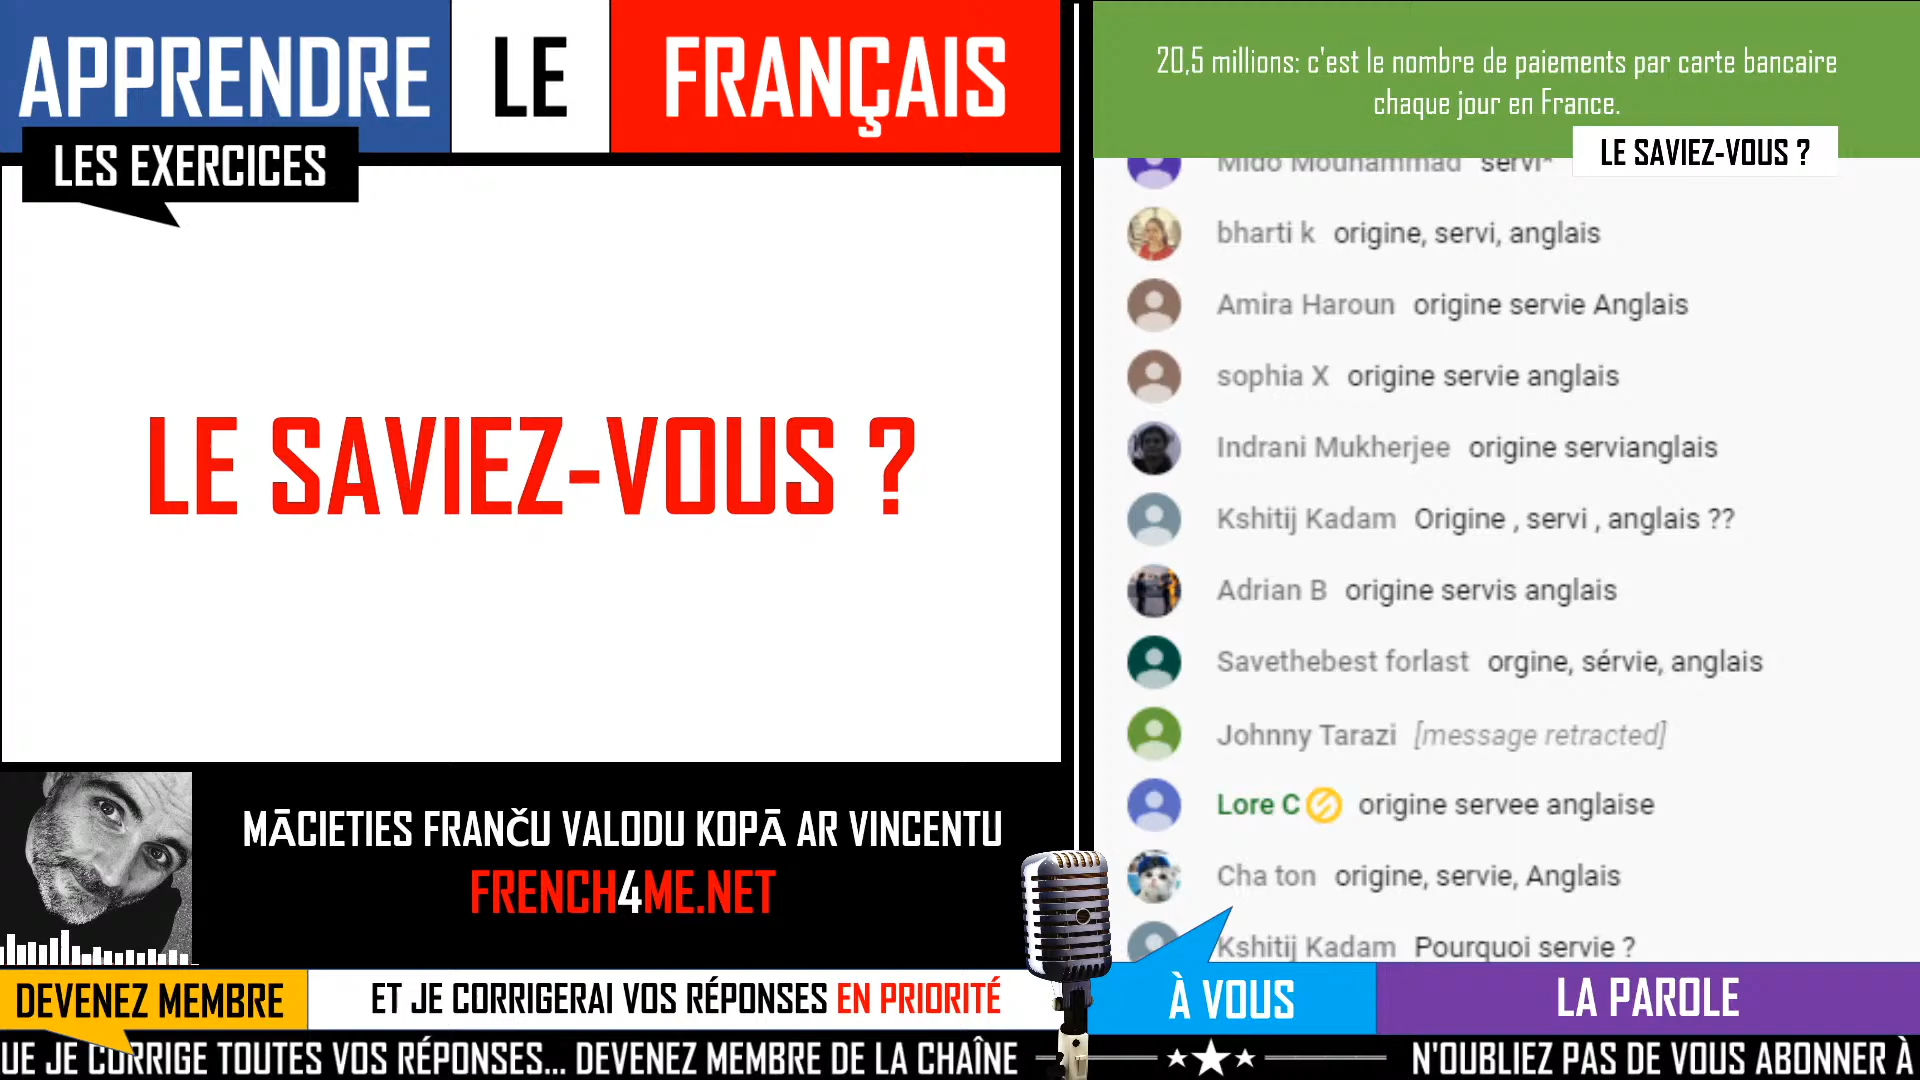 APPRENDRE LE FRANÇAIS
LES EXERCICES
LE SAVIEZ-VOUS ?
MĀCIETIES FRANČU VALODU KOPĀ AR VINCENTU
FRENCH4ME.NET
20,5 millions: c'est le nombre de paiements par carte bancaire
chaque jour en France.
LE SAVIEZ-VOUS ?
Mido Mouhammad servi*
bharti k origine, servi, anglais
Amira Haroun origine servie Anglais
sophia X origine servie anglais
Indrani Mukherjee origine servianglais
Kshitij Kadam Origine , servi , anglais ??
Adrian B origine servis anglais
Savethebest forlast orgine, sérvie, anglais
Johnny Tarazi [message retracted]
Lore C origine servee anglaise
Cha ton origine, servie, Anglais
Kshitij Kadam Pourquoi servie ?
DEVENEZ MEMBRE
ET JE CORRIGERAI VOS RÉPONSES EN PRIORITÉ
À VOUS
LA PAROLE
UE JE CORRIGE TOUTES VOS RÉPONSES... DEVENEZ MEMBRE DE LA CHAÎNE
N'OUBLIEZ PAS DE VOUS ABONNER À